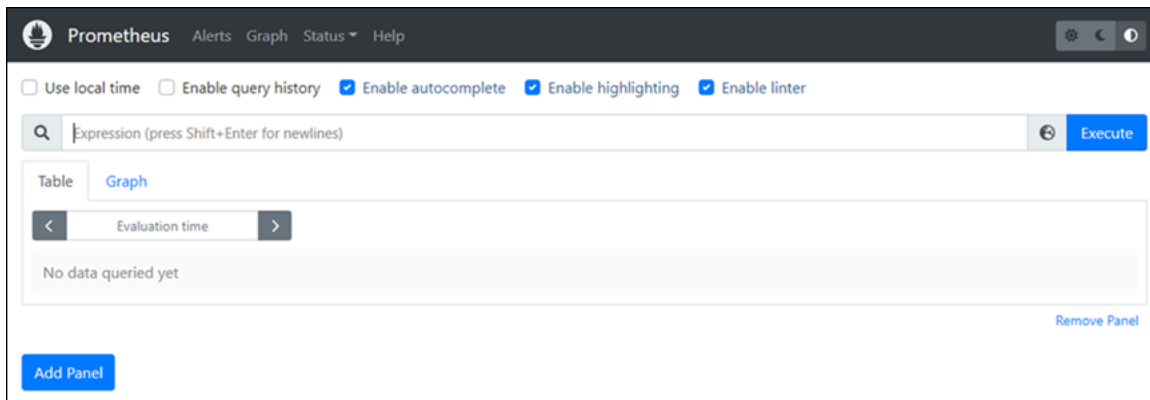 Prometheus Alerts Graph Status Help
Use local time Enable query history Enable autocomplete Enable highlighting Enable linter
Expression (press Shift+Enter for newlines) Execute
Table Graph
Evaluation time
No data queried yet
Remove Panel
Add Panel